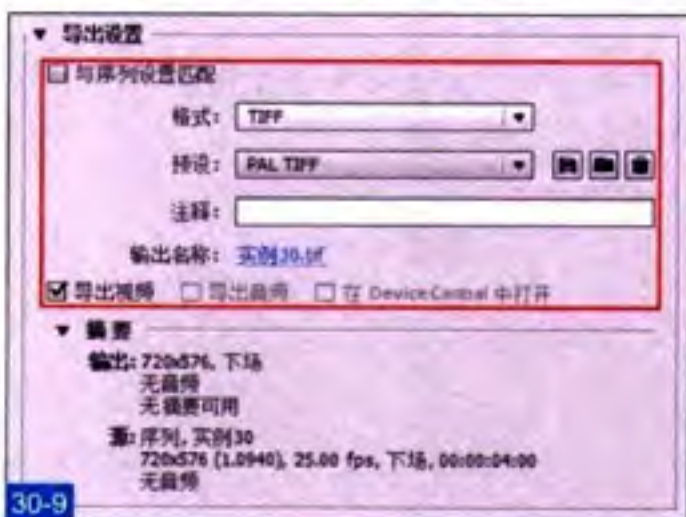 导出设置
与序列设置匹配
格式: TIFF
预设: PAL TIFF
注释:
输出名称: 实例30.tif
导出视频 导出音频 在 Device Central 中打开
摘要
输出: 720x576, 下场
无音频
无摘要可用
源: 序列, 实例30
720x576 (1.0940), 25.00 fps, 下场, 00:00:04:00
无音频
30-9